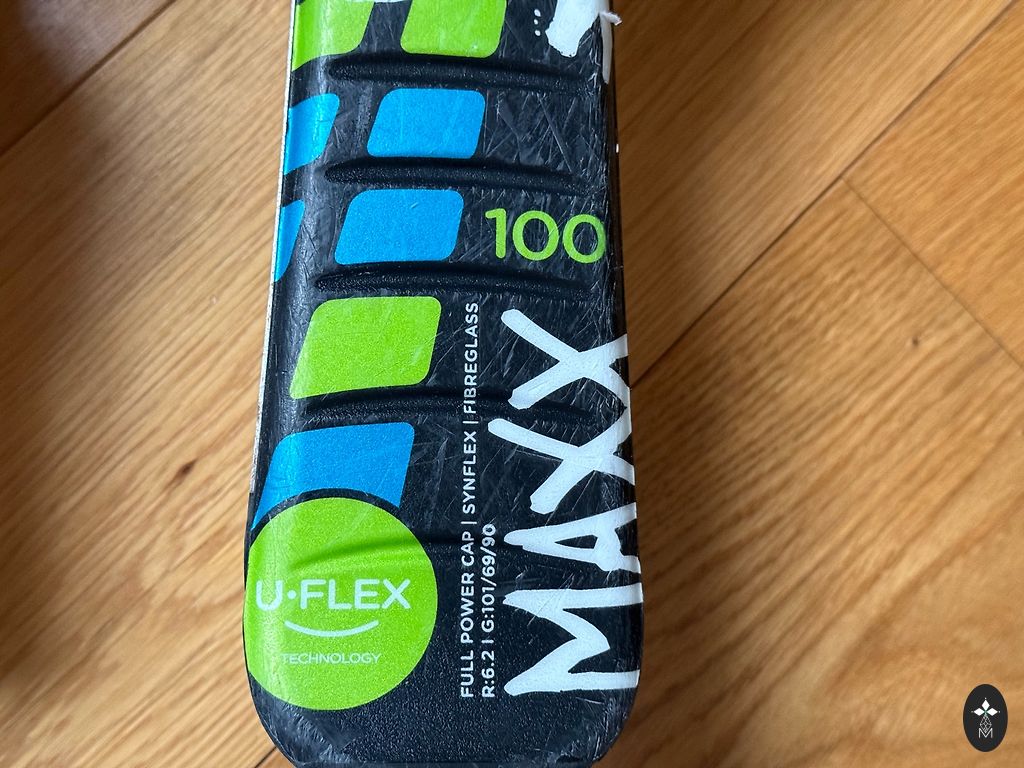 100
MAXX
FULL POWER CAP | SYNFLEX | FIBREGLASS
R:6.2 | G:101/69/90
U•FLEX
TECHNOLOGY
M